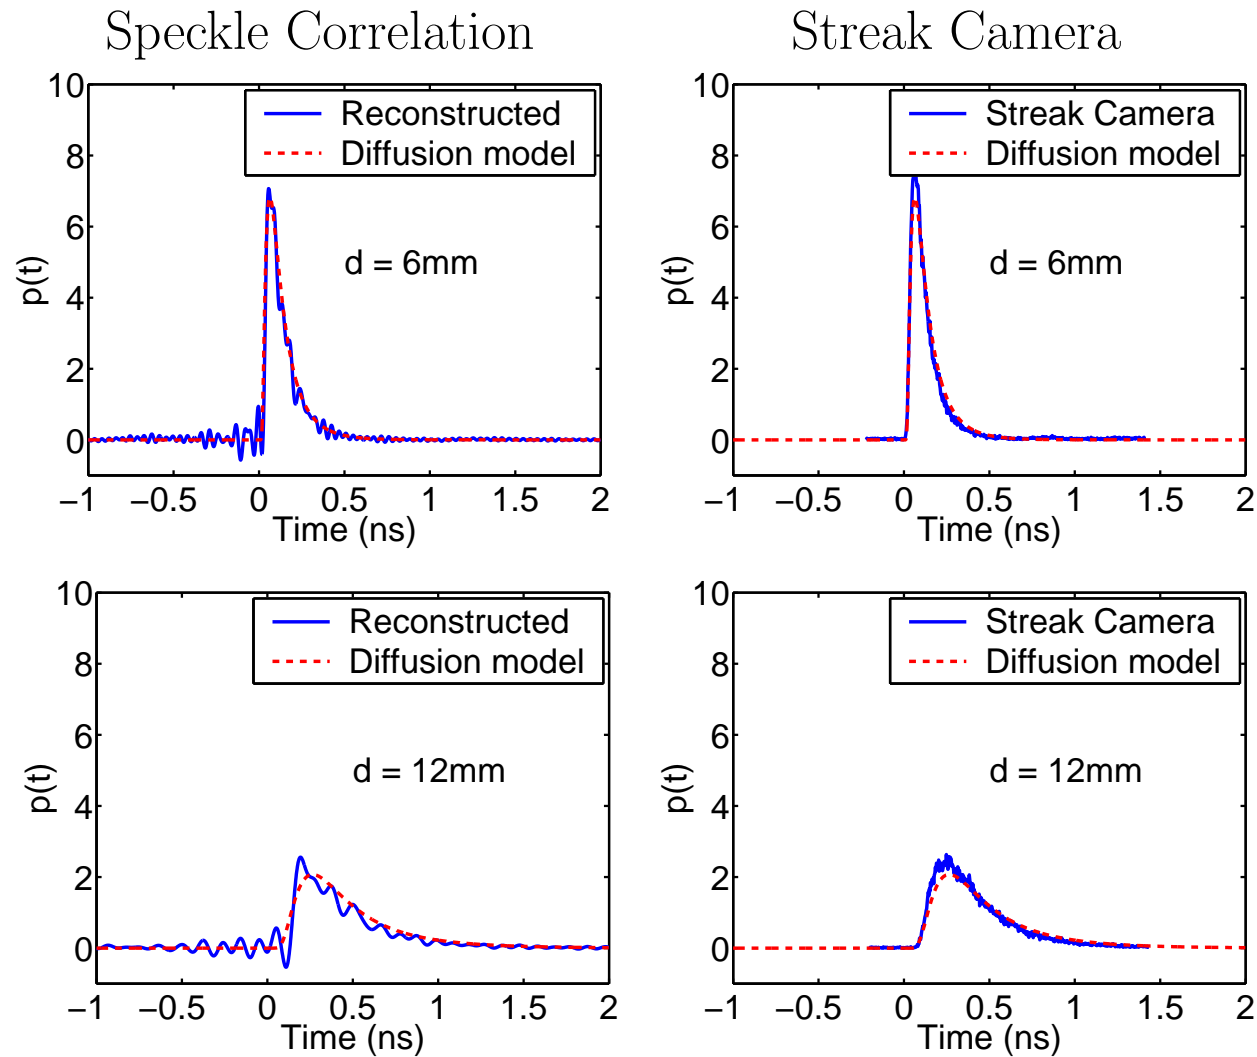 Speckle Correlation
Streak Camera
10
8
6
4
2
0
p(t)
Reconstructed
Diffusion model
d = 6mm
−1 −0.5 0 0.5 1 1.5 2
Time (ns)
10
8
6
4
2
0
p(t)
Streak Camera
Diffusion model
d = 6mm
−1 −0.5 0 0.5 1 1.5 2
Time (ns)
10
8
6
4
2
0
p(t)
Reconstructed
Diffusion model
d = 12mm
−1 −0.5 0 0.5 1 1.5 2
Time (ns)
10
8
6
4
2
0
p(t)
Streak Camera
Diffusion model
d = 12mm
−1 −0.5 0 0.5 1 1.5 2
Time (ns)